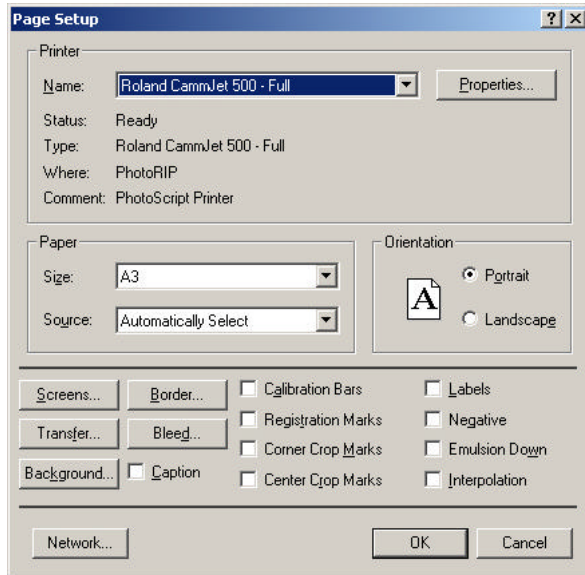 Page Setup
Printer
Name: Roland CammJet 500 - Full Properties...
Status: Ready
Type: Roland CammJet 500 - Full
Where: PhotoRIP
Comment: PhotoScript Printer
Paper
Size: A3
Source: Automatically Select
Orientation
A
Portrait
Landscape
Screens... Border... Calibration Bars Labels
Transfer... Bleed... Registration Marks Negative
Corner Crop Marks Emulsion Down
Background... Caption Center Crop Marks Interpolation
Network... OK Cancel